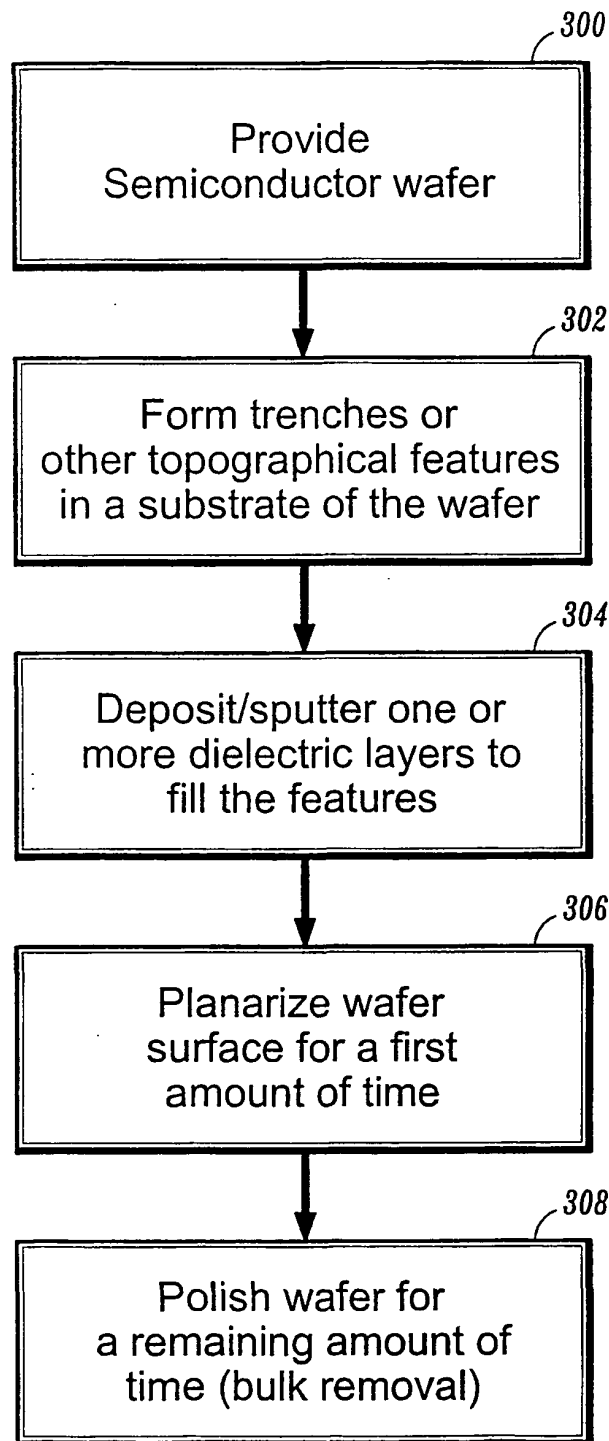 300
Provide
Semiconductor wafer
302
Form trenches or
other topographical features
in a substrate of the wafer
304
Deposit/sputter one or
more dielectric layers to
fill the features
306
Planarize wafer
surface for a first
amount of time
308
Polish wafer for
a remaining amount of
time (bulk removal)